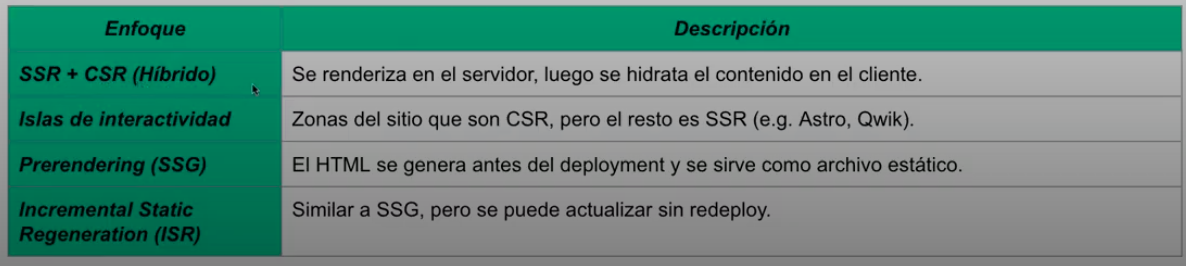 Enfoque Descripción
SSR + CSR (Híbrido) Se renderiza en el servidor, luego se hidrata el contenido en el cliente.
Islas de interactividad Zonas del sitio que son CSR, pero el resto es SSR (e.g. Astro, Qwik).
Prerendering (SSG) El HTML se genera antes del deployment y se sirve como archivo estático.
Incremental Static Similar a SSG, pero se puede actualizar sin redeploy.
Regeneration (ISR)